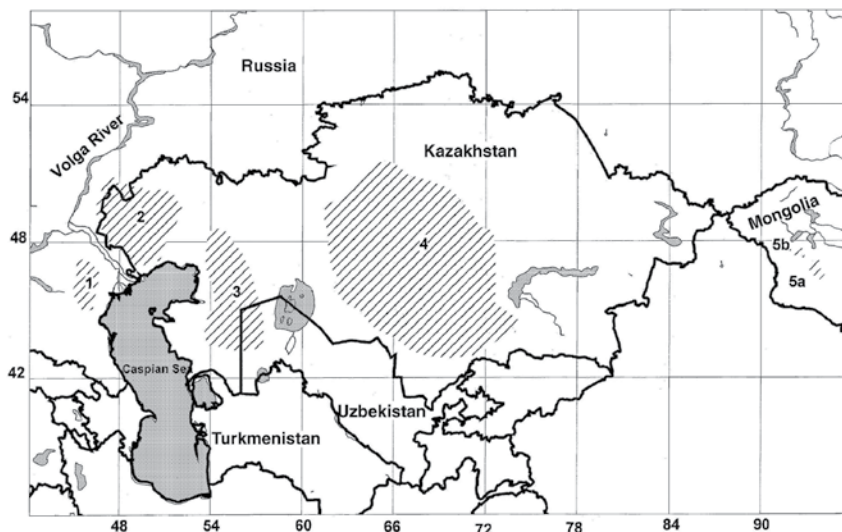 Russia
54
Volga River
Kazakhstan
2
Mongolia
48
4
5b
1
3
5a
Caspian Sea
42
Uzbekistan
Turkmenistan
48 54 60 66 72 78 84 90